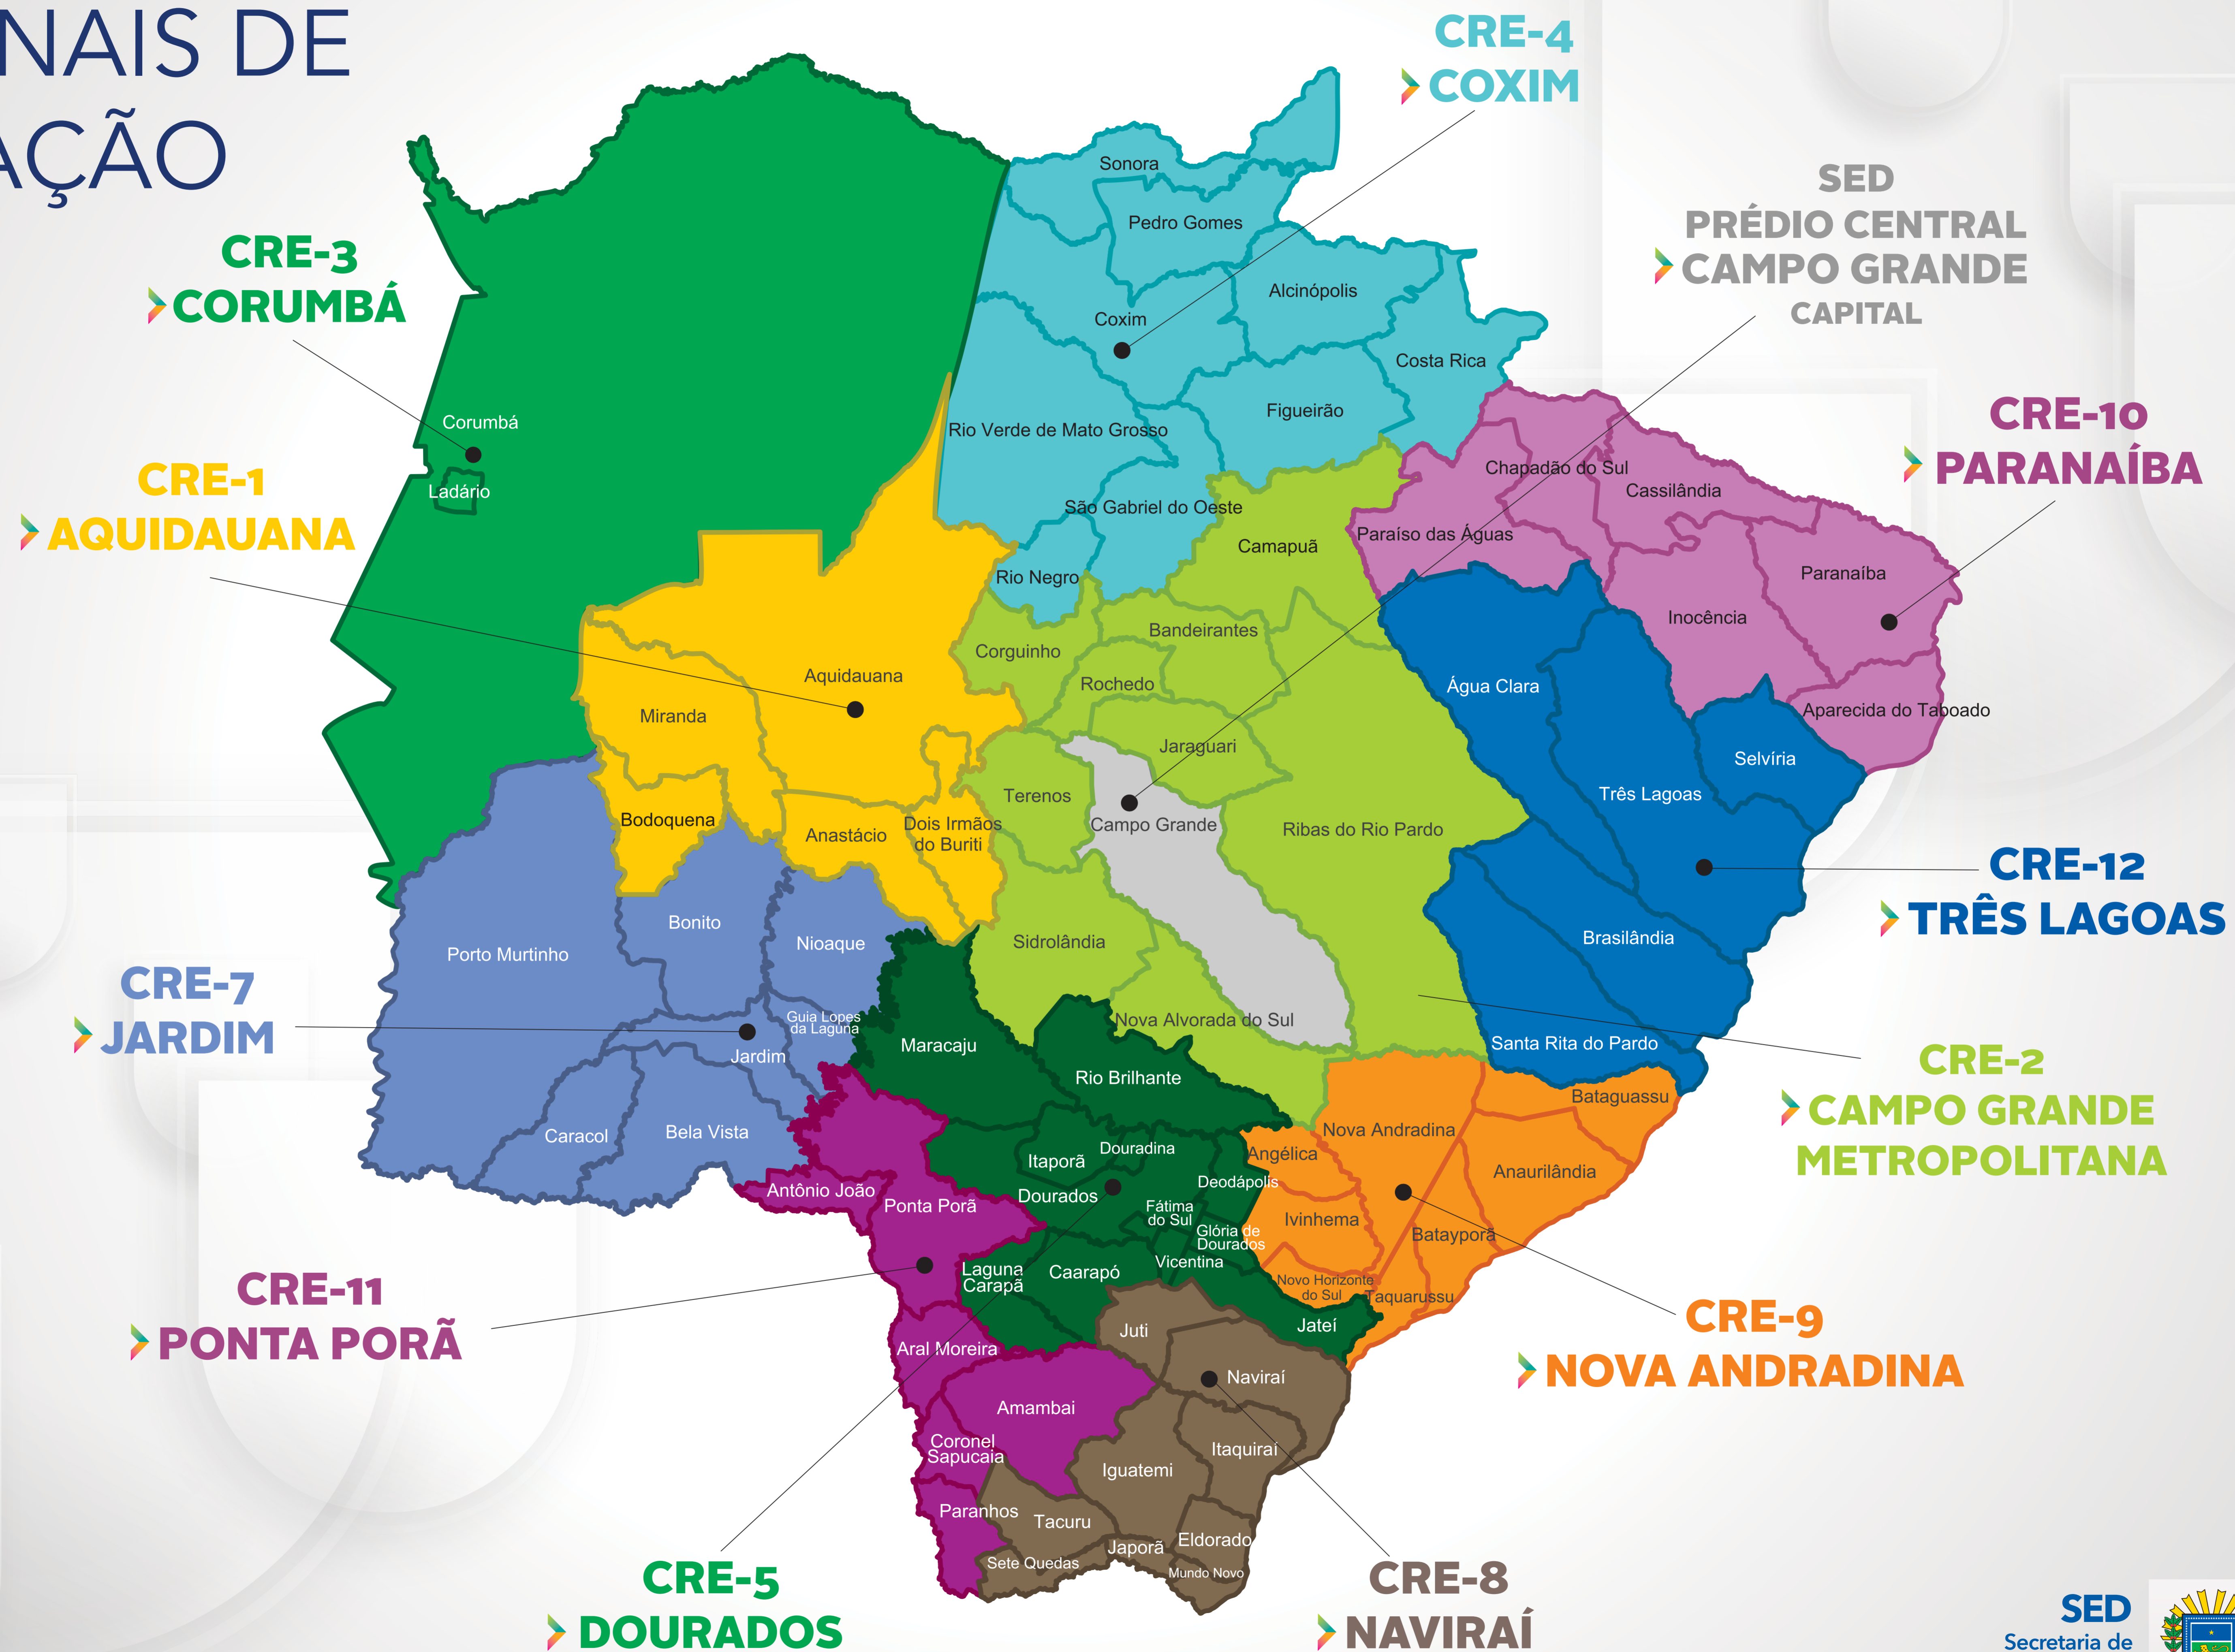 NAIS DE
AÇÃO
CRE-4
COXIM
SED
PRÉDIO CENTRAL
CAMPO GRANDE
CAPITAL
CRE-3
CORUMBÁ
CRE-10
PARANAÍBA
CRE-1
AQUIDAUANA
CRE-12
TRÊS LAGOAS
CRE-7
JARDIM
CRE-2
CAMPO GRANDE
METROPOLITANA
CRE-11
PONTA PORÃ
CRE-9
NOVA ANDRADINA
CRE-5
DOURADOS
CRE-8
NAVIRAÍ
Sonora
Pedro Gomes
Alcinópolis
Coxim
Costa Rica
Figueirão
Rio Verde de Mato Grosso
São Gabriel do Oeste
Rio Negro
Corumbá
Ladário
Chapadão do Sul
Cassilândia
Paraíso das Águas
Paranaíba
Inocência
Aparecida do Taboado
Camapuã
Bandeirantes
Corguinho
Rochedo
Jaraguari
Terenos
Campo Grande
Ribas do Rio Pardo
Sidrolândia
Nova Alvorada do Sul
Aquidauana
Miranda
Bodoquena
Anastácio
Dois Irmãos
do Buriti
Água Clara
Selvíria
Três Lagoas
Brasilândia
Santa Rita do Pardo
Porto Murtinho
Bonito
Nioaque
Guia Lopes
da Laguna
Jardim
Caracol
Bela Vista
Maracaju
Rio Brilhante
Itaporã
Douradina
Dourados
Deodápolis
Fátima
do Sul
Glória de
Dourados
Vicentina
Laguna
Carapã
Caarapó
Jateí
Bataguassu
Nova Andradina
Angélica
Anaurilândia
Ivinhema
Batayporã
Novo Horizonte
do Sul
Taquarussu
Antônio João
Ponta Porã
Aral Moreira
Amambai
Coronel
Sapucaia
Paranhos
Juti
Naviraí
Itaquiraí
Iguatemi
Tacuru
Eldorado
Japorã
Sete Quedas
Mundo Novo
SED
Secretaria de